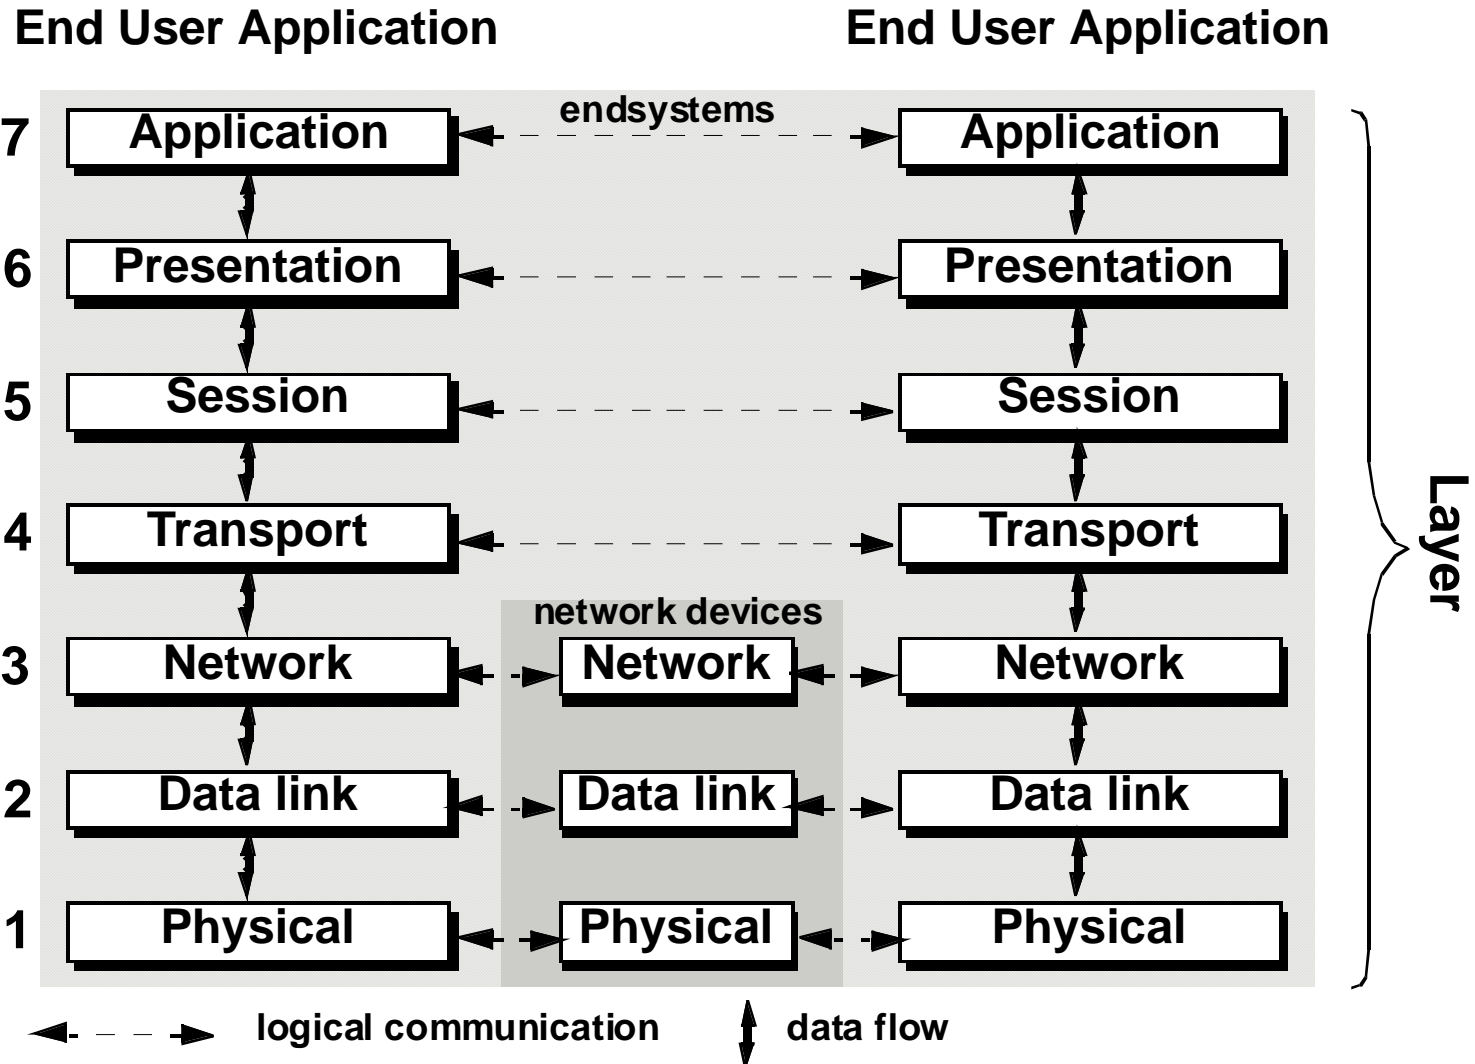 End User Application End User Application
endsystems
7 Application Application
6 Presentation Presentation
5 Session Session
4 Transport Transport
network devices
3 Network Network Network
2 Data link Data link Data link
1 Physical Physical Physical
Layer
logical communication data flow